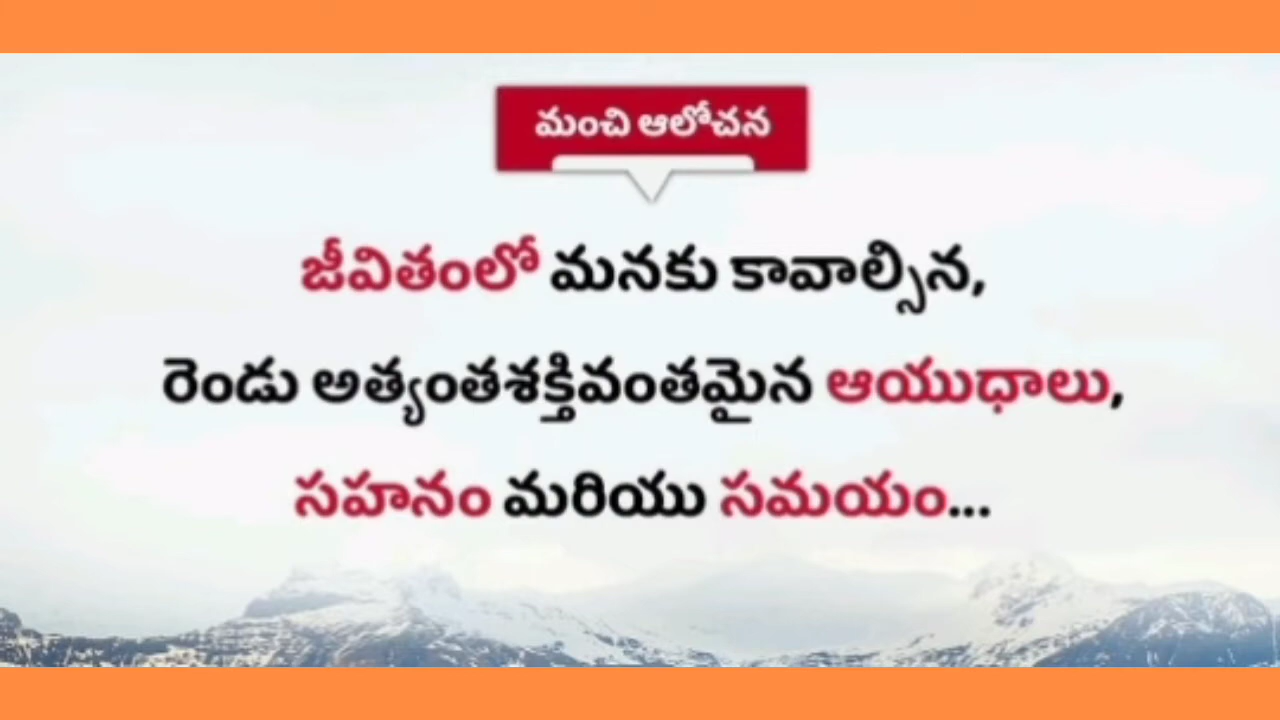 మంచి ఆలోచన
జీవితంలో మనకు కావాల్సిన,
రెండు అత్యంతశక్తివంతమైన ఆయుధాలు,
సహనం మరియు సమయం...